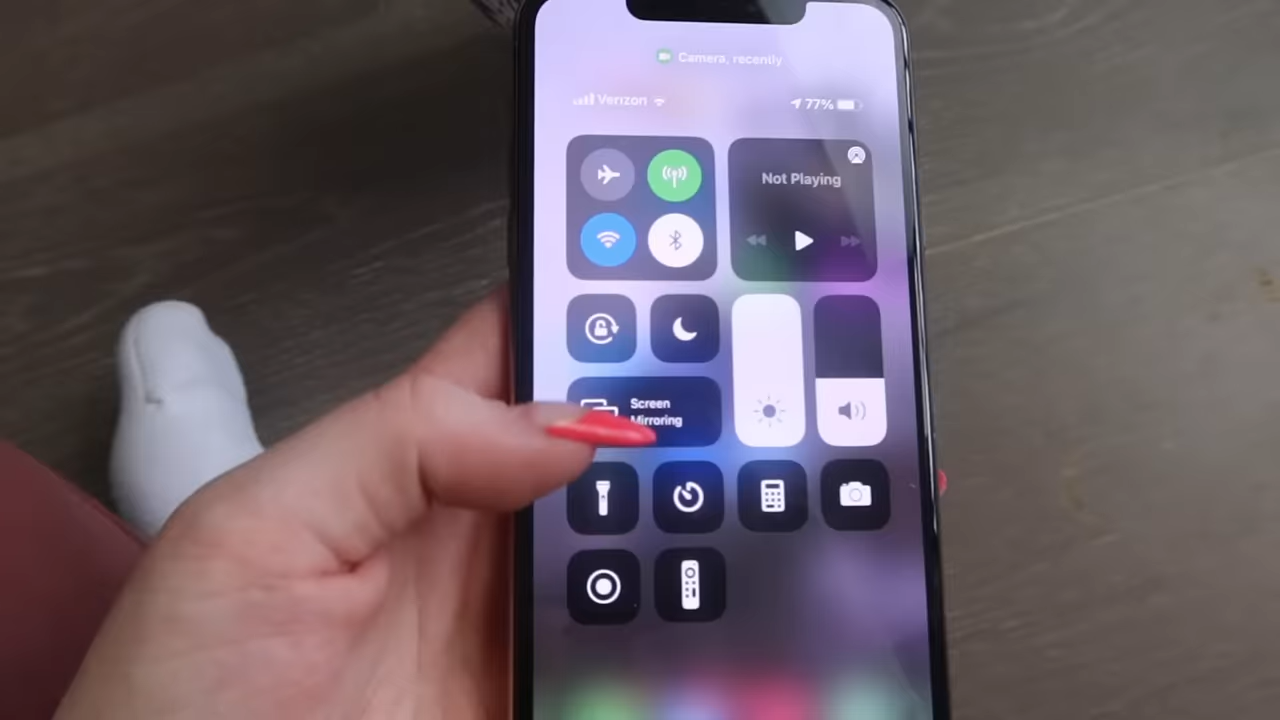 Camera, recently
Verizon
77%
Not Playing
Screen
Mirroring